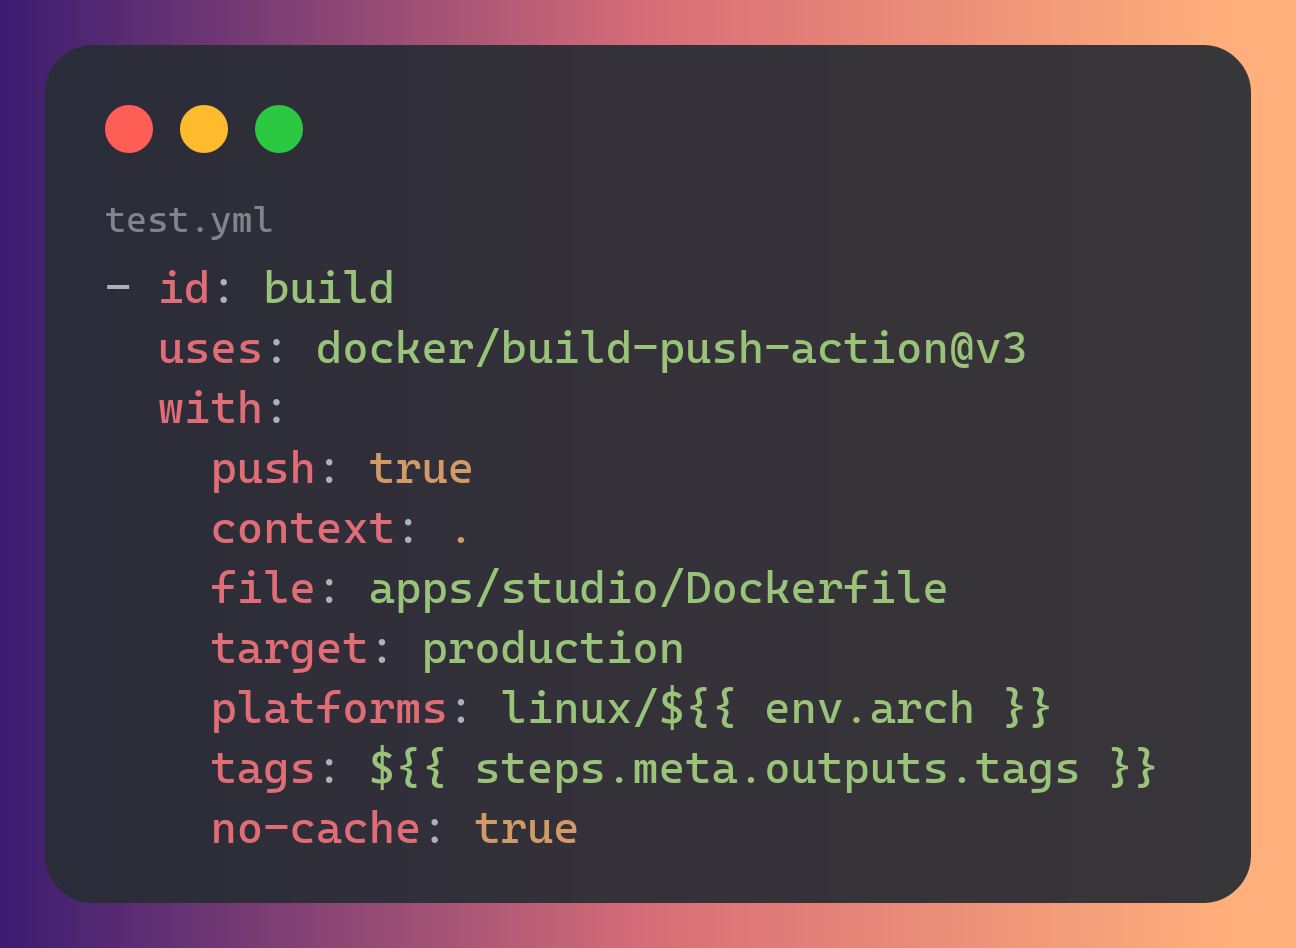 test.yml
- id: build
  uses: docker/build-push-action@v3
  with:
    push: true
    context: .
    file: apps/studio/Dockerfile
    target: production
    platforms: linux/${{ env.arch }}
    tags: ${{ steps.meta.outputs.tags }}
    no-cache: true